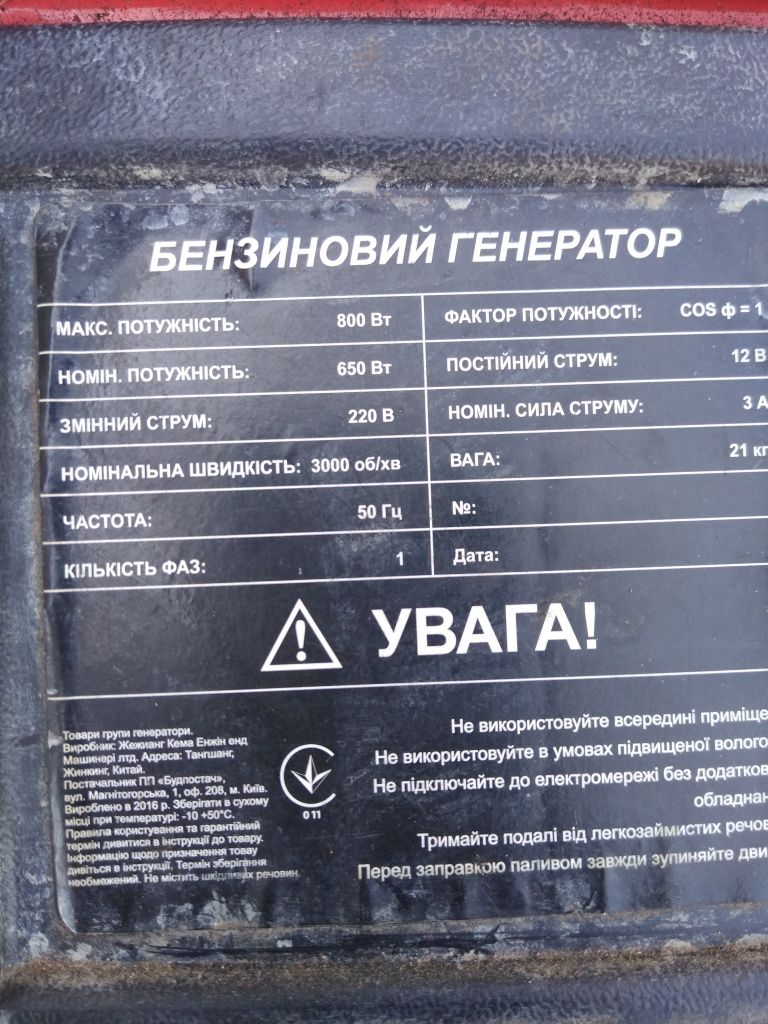 БЕНЗИНОВИЙ ГЕНЕРАТОР
МАКС. ПОТУЖНІСТЬ: 800 Вт
НОМІН. ПОТУЖНІСТЬ: 650 Вт
ЗМІННИЙ СТРУМ: 220 В
НОМІНАЛЬНА ШВИДКІСТЬ: 3000 об/хв
ЧАСТОТА: 50 Гц
КІЛЬКІСТЬ ФАЗ: 1
ФАКТОР ПОТУЖНОСТІ: COS ф = 1
ПОСТІЙНИЙ СТРУМ: 12 В
НОМІН. СИЛА СТРУМУ: 3 А
ВАГА: 21 кг
№:
Дата:
УВАГА!
Товари групи генератори.
Виробник: Жежианг Кема Енжін енд
Машинері лтд. Адреса: Тангшанг,
Жинкинг, Китай.
Постачальник ПП «Будпостач»,
вул. Магнітогорська, 1, оф. 208, м. Київ.
Вироблено в 2016 р. Зберігати в сухому
місці при температурі: -10 +50°С.
Правила користування та гарантійний
термін дивитися в інструкції до товару.
Інформацію щодо призначення товау
дивіться в інструкції. Термін зберігання
необмежений. Не містить шкідливих речовин.
011
Не використовуйте всередині приміще
Не використовуйте в умовах підвищеної волого
Не підключайте до електромережі без додатков
обладнан
Тримайте подалі від легкозаймистих речов
Перед заправкою паливом завжди зупиняйте дви